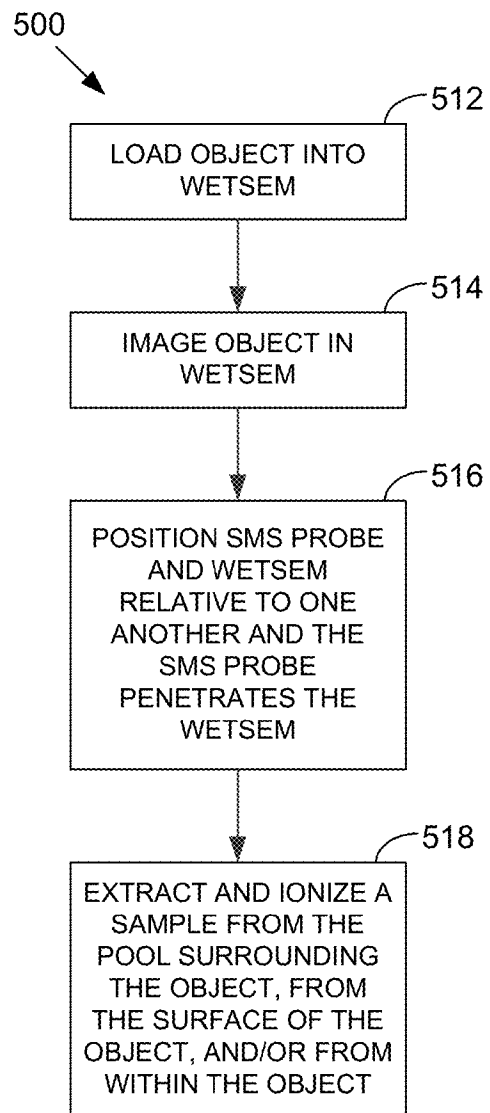 500
512
LOAD OBJECT INTO
WETSEM
514
IMAGE OBJECT IN
WETSEM
516
POSITION SMS PROBE
AND WETSEM
RELATIVE TO ONE
ANOTHER AND THE
SMS PROBE
PENETRATES THE
WETSEM
518
EXTRACT AND IONIZE A
SAMPLE FROM THE
POOL SURROUNDING
THE OBJECT, FROM
THE SURFACE OF THE
OBJECT, AND/OR FROM
WITHIN THE OBJECT